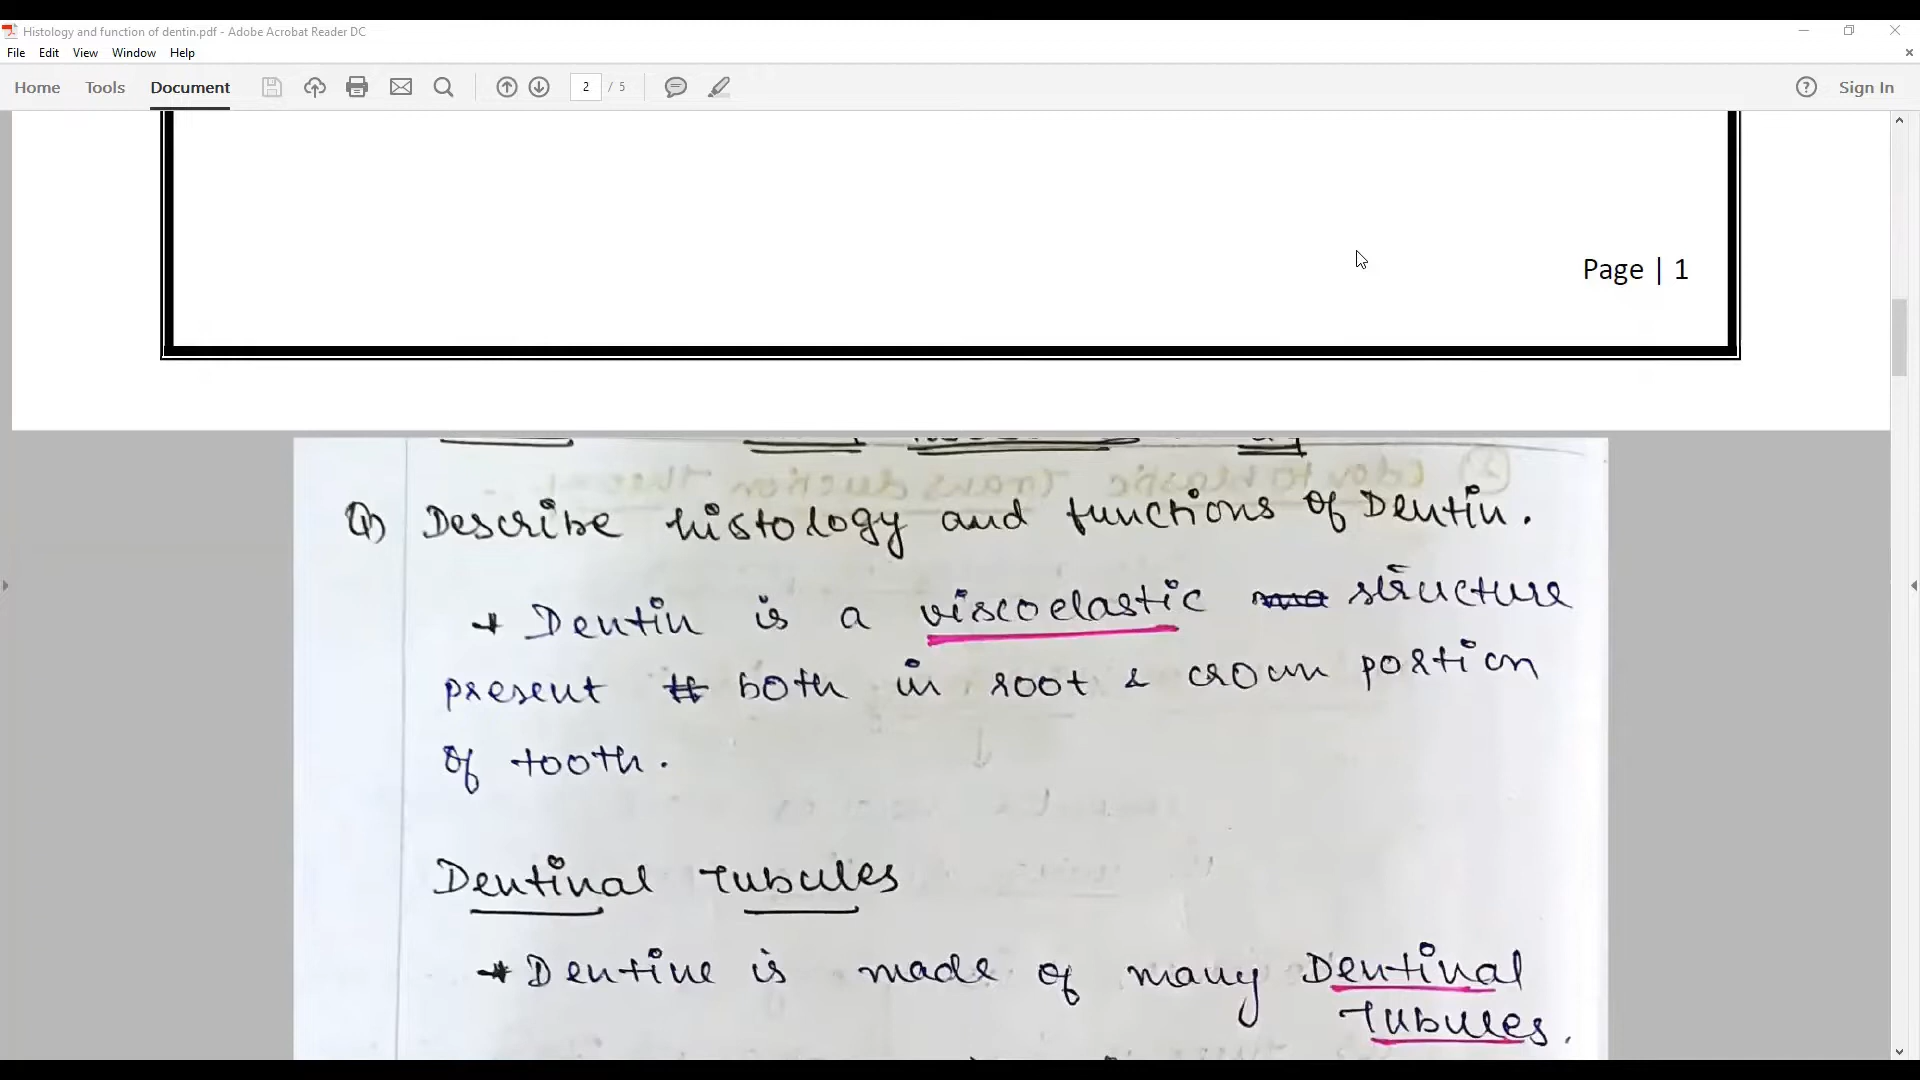 Histology and function of dentin.pdf - Adobe Acrobat Reader DC
File Edit View Window Help
Home Tools Document 2 / 5 Sign In
Page | 1
Q) Describe histology and functions of Dentin.
Dentin is a viscoelastic structure
present both in root & crown portion
of tooth.
Dentinal Tubules
Dentine is made of many Dentinal
Tubules.